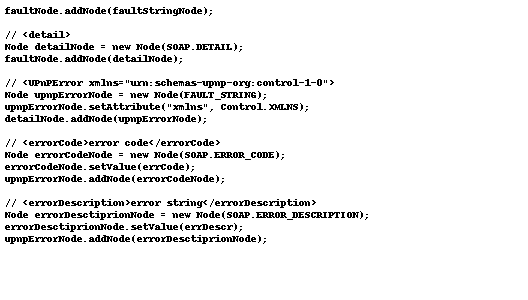 faultNode.addNode(faultStringNode);
// <detail>
Node detailNode = new Node(SOAP.DETAIL);
faultNode.addNode(detailNode);
// <UPnPError xmlns="urn:schemas-upnp-org:control-1-0">
Node upnpErrorNode = new Node(FAULT_STRING);
upnpErrorNode.setAttribute("xmlns", Control.XMLNS);
detailNode.addNode(upnpErrorNode);
// <errorCode>error code</errorCode>
Node errorCodeNode = new Node(SOAP.ERROR_CODE);
errorCodeNode.setValue(errCode);
upnpErrorNode.addNode(errorCodeNode);
// <errorDescription>error string</errorDescription>
Node errorDesctiprionNode = new Node(SOAP.ERROR_DESCRIPTION);
errorDesctiprionNode.setValue(errDescr);
upnpErrorNode.addNode(errorDesctiprionNode);